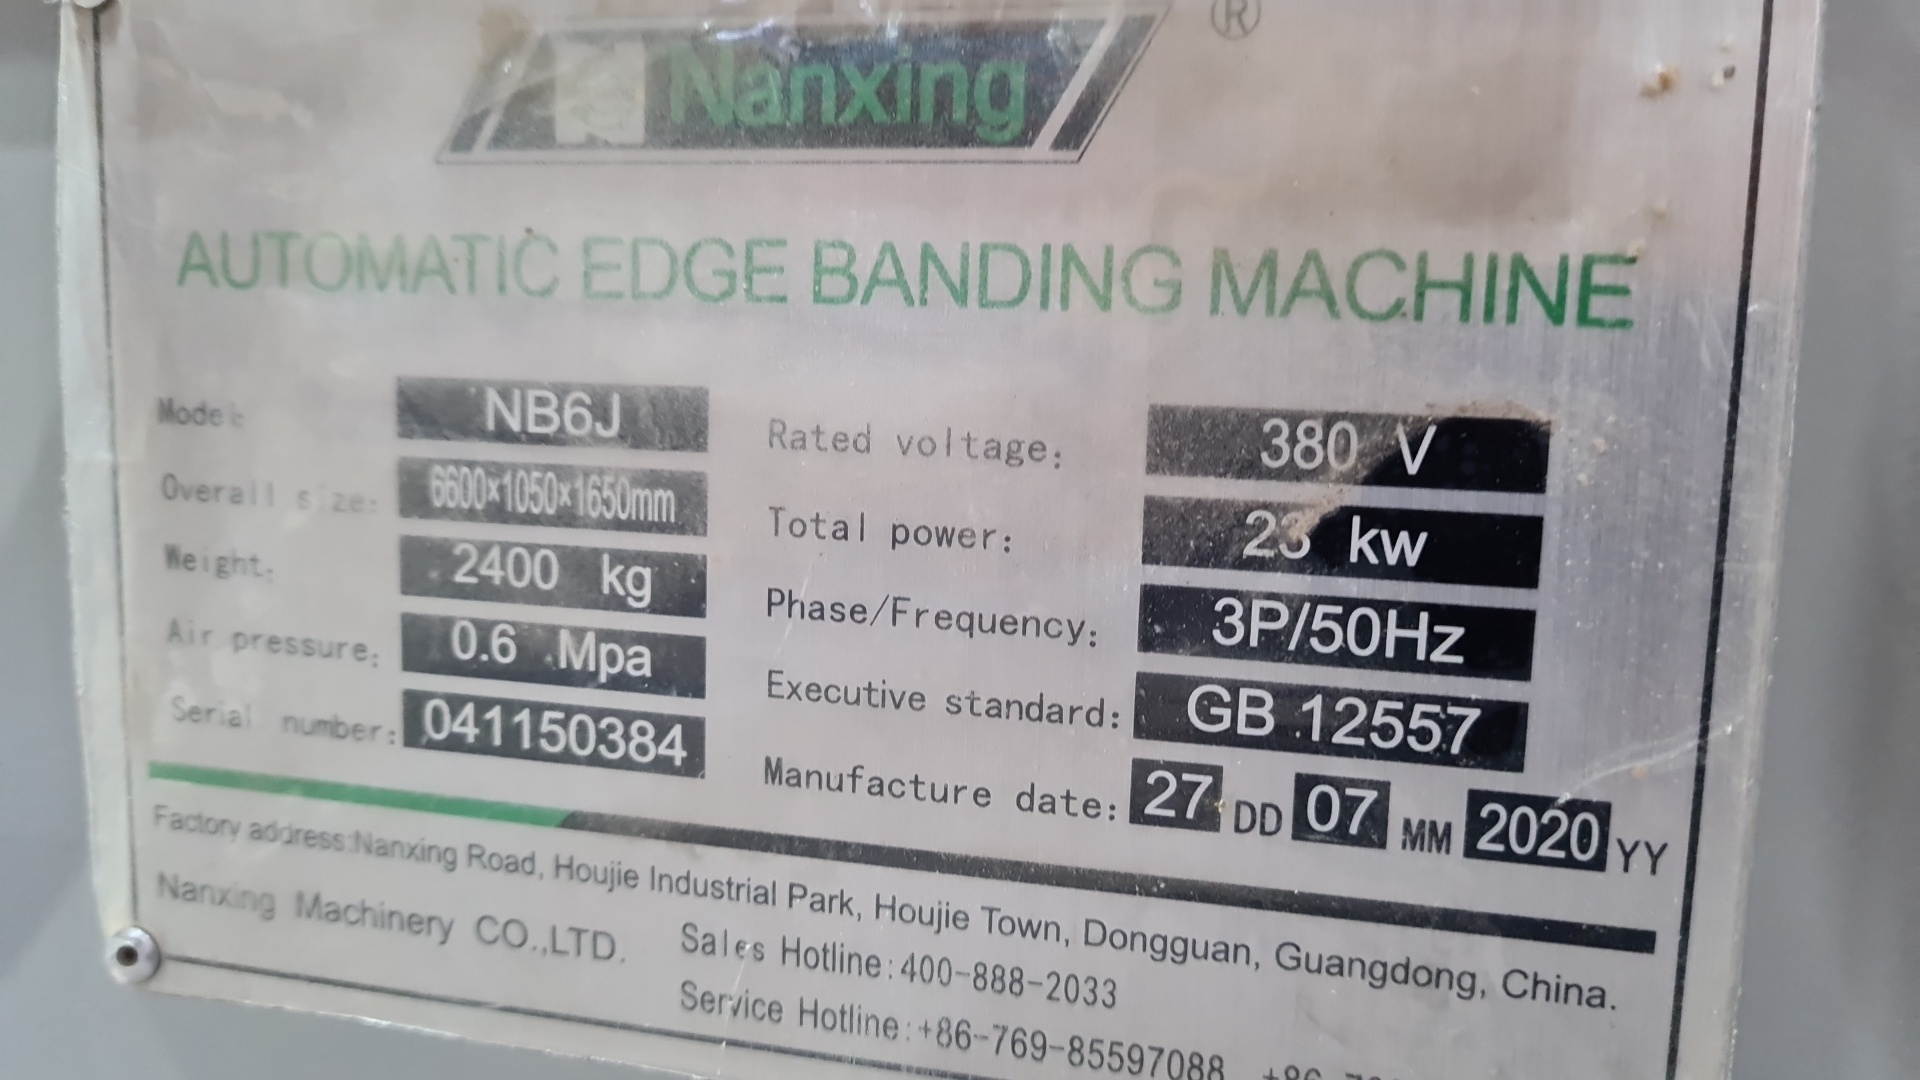 Nanxing ®
AUTOMATIC EDGE BANDING MACHINE
Model: NB6J
Overall size: 6600×1050×1650mm
Weight: 2400 kg
Air pressure: 0.6 Mpa
Serial number: 041150384
Rated voltage: 380 V
Total power: 23 kw
Phase/Frequency: 3P/50Hz
Executive standard: GB 12557
Manufacture date: 27 DD 07 MM 2020 YY
Factory address:Nanxing Road, Houjie Industrial Park, Houjie Town, Dongguan, Guangdong, China.
Nanxing Machinery CO.,LTD.
Sales Hotline:400-888-2033
Service Hotline:+86-769-85597088